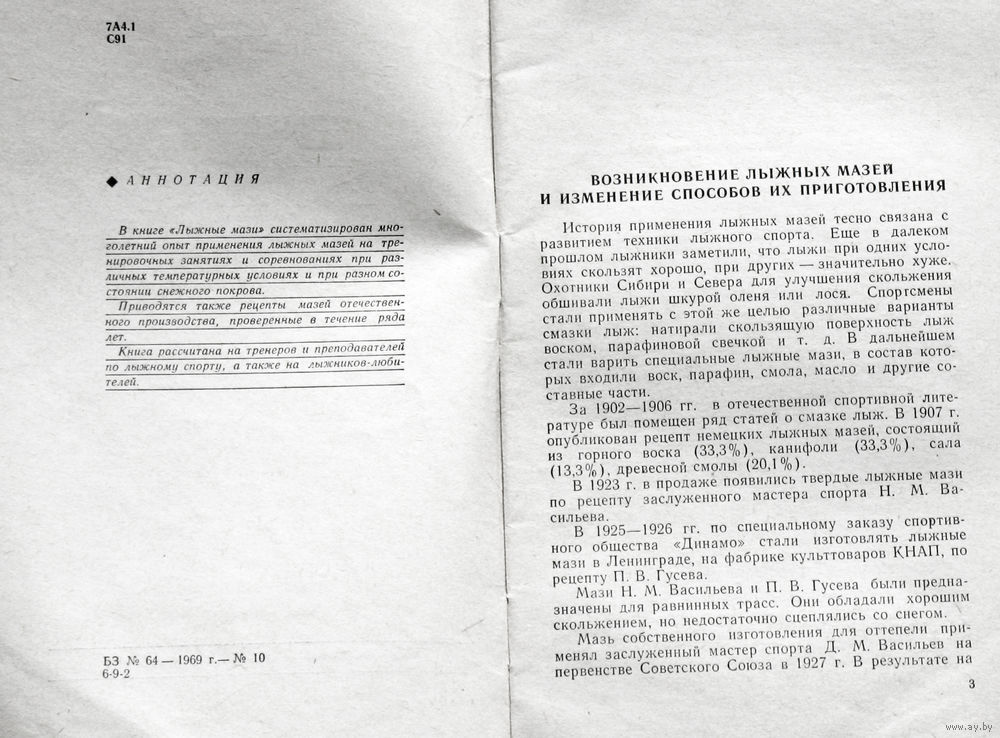 7А4.1
С91
◆ АННОТАЦИЯ
В книге «Лыжные мази» систематизирован мно-
голетний опыт применения лыжных мазей на тре-
нировочных занятиях и соревнованиях при раз-
личных температурных условиях и при разном со-
стоянии снежного покрова.
Приводятся также рецепты мазей отечествен-
ного производства, проверенные в течение ряда
лет.
Книга рассчитана на тренеров и преподавателей
по лыжному спорту, а также на лыжников-люби-
телей.
БЗ № 64 — 1969 г.— № 10
6-9-2
ВОЗНИКНОВЕНИЕ ЛЫЖНЫХ МАЗЕЙ
И ИЗМЕНЕНИЕ СПОСОБОВ ИХ ПРИГОТОВЛЕНИЯ
История применения лыжных мазей тесно связана с
развитием техники лыжного спорта. Еще в далеком
прошлом лыжники заметили, что лыжи при одних усло-
виях скользят хорошо, при других — значительно хуже.
Охотники Сибири и Севера для улучшения скольжения
обшивали лыжи шкурой оленя или лося. Спортсмены
стали применять с этой же целью различные варианты
смазки лыж: натирали скользящую поверхность лыж
воском, парафиновой свечкой и т. д. В дальнейшем
стали варить специальные лыжные мази, в состав кото-
рых входили воск, парафин, смола, масло и другие со-
ставные части.
За 1902—1906 гг. в отечественной спортивной лите-
ратуре был помещен ряд статей о смазке лыж. В 1907 г.
опубликован рецепт немецких лыжных мазей, состоящий
из горного воска (33,3%), канифоли (33,3%), сала
(13,3%), древесной смолы (20,1%).
В 1923 г. в продаже появились твердые лыжные мази
по рецепту заслуженного мастера спорта Н. М. Ва-
сильева.
В 1925—1926 гг. по специальному заказу спортив-
ного общества «Динамо» стали изготовлять лыжные
мази в Ленинграде, на фабрике культтоваров КНАП, по
рецепту П. В. Гусева.
Мази Н. М. Васильева и П. В. Гусева были предна-
значены для равнинных трасс. Они обладали хорошим
скольжением, но недостаточно сцеплялись со снегом.
Мазь собственного изготовления для оттепели при-
менял заслуженный мастер спорта Д. М. Васильев на
первенстве Советского Союза в 1927 г. В результате на
3
www.ay.by